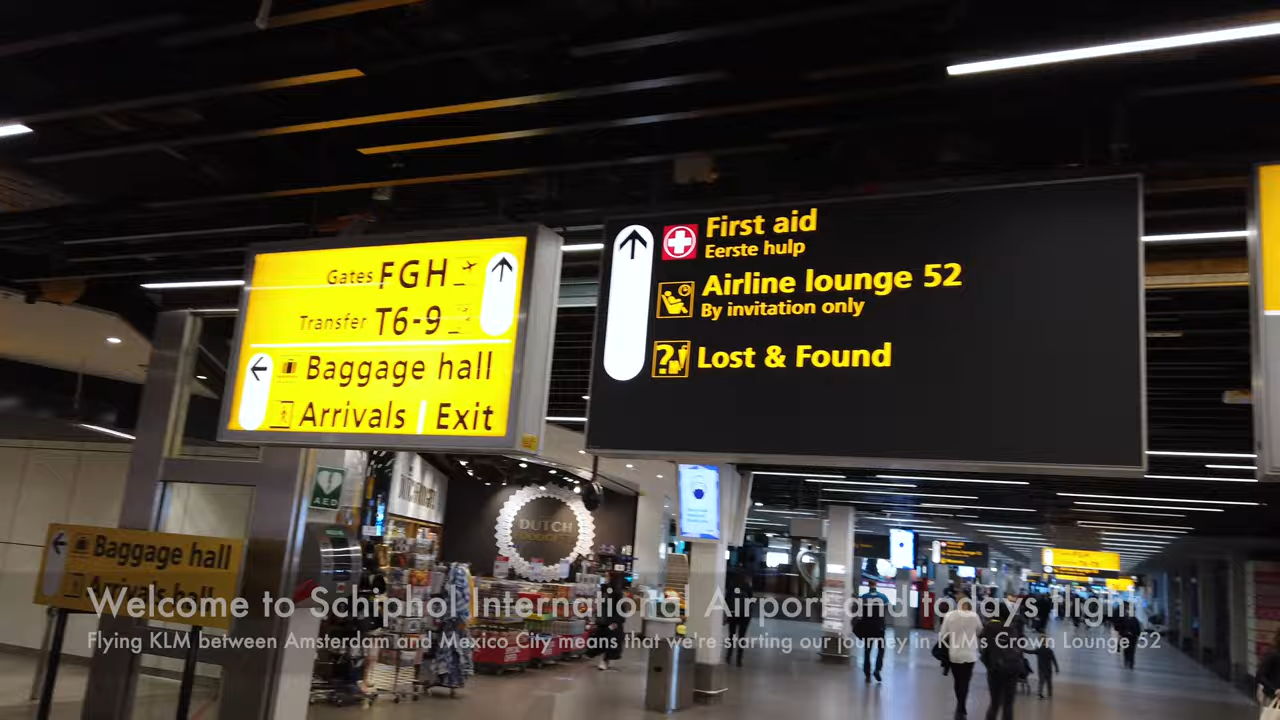 Gates FGH
Transfer T6-9
Baggage hall
Arrivals | Exit
First aid
Eerste hulp
Airline lounge 52
By invitation only
Lost & Found
AED
DUTCH
Baggage hall
Arrivals hall
Welcome to Schiphol International Airport and todays flight
Flying KLM between Amsterdam and Mexico City means that we're starting our journey in KLMs Crown Lounge 52